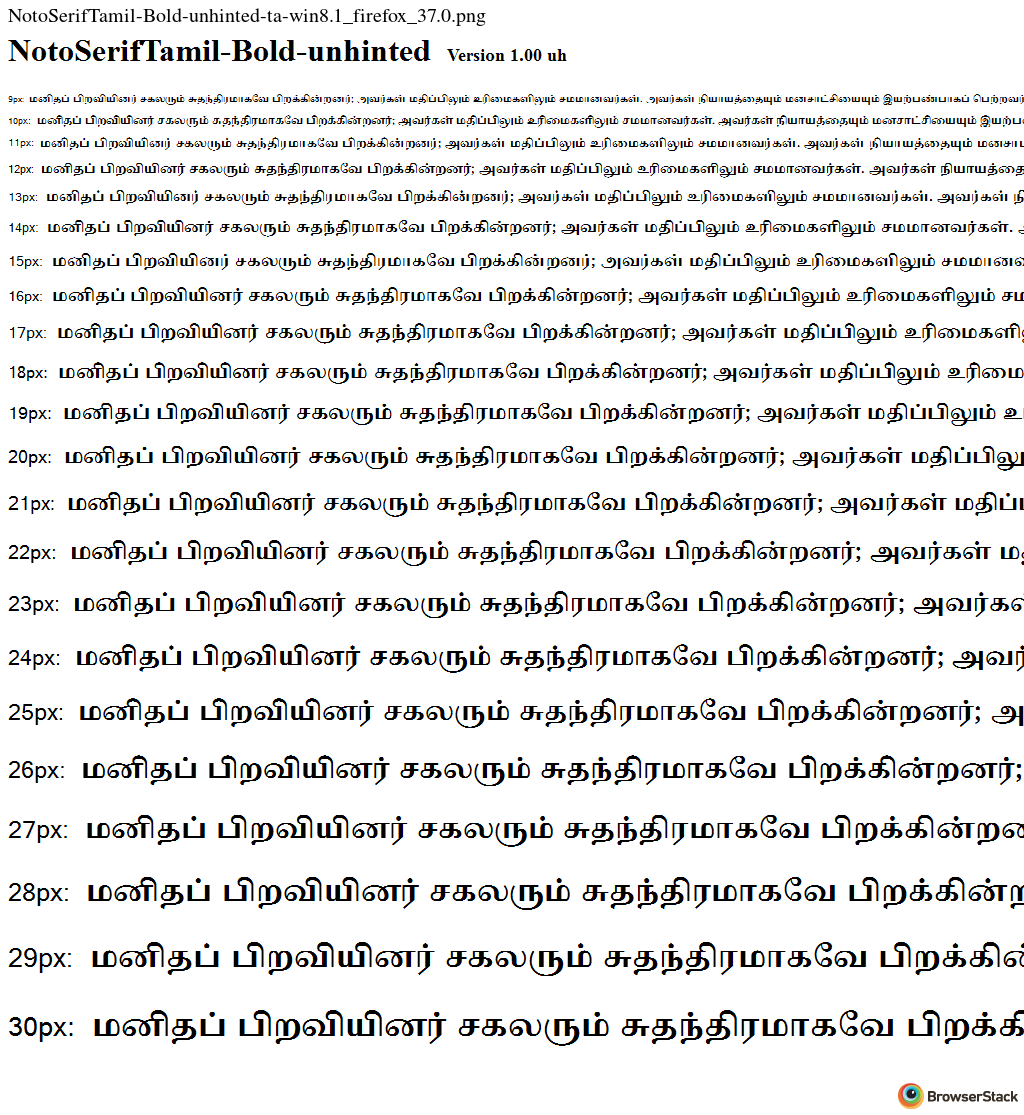 NotoSerifTamil-Bold-unhinted-ta-win8.1_firefox_37.0.png
NotoSerifTamil-Bold-unhinted Version 1.00 uh
9px: மனிதப் பிறவியினர் சகலரும் சுதந்திரமாகவே பிறக்கின்றனர்; அவர்கள் மதிப்பிலும் உரிமைகளிலும் சமமானவர்கள். அவர்கள் நியாயத்தையும் மனசாட்சியையும் இயற்பண்பாகப் பெற்றவர்
10px: மனிதப் பிறவியினர் சகலரும் சுதந்திரமாகவே பிறக்கின்றனர்; அவர்கள் மதிப்பிலும் உரிமைகளிலும் சமமானவர்கள். அவர்கள் நியாயத்தையும் மனசாட்சியையும் இயற்ப
11px: மனிதப் பிறவியினர் சகலரும் சுதந்திரமாகவே பிறக்கின்றனர்; அவர்கள் மதிப்பிலும் உரிமைகளிலும் சமமானவர்கள். அவர்கள் நியாயத்தையும் மனசா
12px: மனிதப் பிறவியினர் சகலரும் சுதந்திரமாகவே பிறக்கின்றனர்; அவர்கள் மதிப்பிலும் உரிமைகளிலும் சமமானவர்கள். அவர்கள் நியாயத்தை
13px: மனிதப் பிறவியினர் சகலரும் சுதந்திரமாகவே பிறக்கின்றனர்; அவர்கள் மதிப்பிலும் உரிமைகளிலும் சமமானவர்கள். அவர்கள் நி
14px: மனிதப் பிறவியினர் சகலரும் சுதந்திரமாகவே பிறக்கின்றனர்; அவர்கள் மதிப்பிலும் உரிமைகளிலும் சமமானவர்கள்.
15px: மனிதப் பிறவியினர் சகலரும் சுதந்திரமாகவே பிறக்கின்றனர்; அவர்கள் மதிப்பிலும் உரிமைகளிலும் சமமானவ
16px: மனிதப் பிறவியினர் சகலரும் சுதந்திரமாகவே பிறக்கின்றனர்; அவர்கள் மதிப்பிலும் உரிமைகளிலும் சம
17px: மனிதப் பிறவியினர் சகலரும் சுதந்திரமாகவே பிறக்கின்றனர்; அவர்கள் மதிப்பிலும் உரிமைகளி
18px: மனிதப் பிறவியினர் சகலரும் சுதந்திரமாகவே பிறக்கின்றனர்; அவர்கள் மதிப்பிலும் உரிமை
19px: மனிதப் பிறவியினர் சகலரும் சுதந்திரமாகவே பிறக்கின்றனர்; அவர்கள் மதிப்பிலும் உ
20px: மனிதப் பிறவியினர் சகலரும் சுதந்திரமாகவே பிறக்கின்றனர்; அவர்கள் மதிப்பிலு
21px: மனிதப் பிறவியினர் சகலரும் சுதந்திரமாகவே பிறக்கின்றனர்; அவர்கள் மதிப்
22px: மனிதப் பிறவியினர் சகலரும் சுதந்திரமாகவே பிறக்கின்றனர்; அவர்கள் ம
23px: மனிதப் பிறவியினர் சகலரும் சுதந்திரமாகவே பிறக்கின்றனர்; அவர்கள்
24px: மனிதப் பிறவியினர் சகலரும் சுதந்திரமாகவே பிறக்கின்றனர்; அவர்
25px: மனிதப் பிறவியினர் சகலரும் சுதந்திரமாகவே பிறக்கின்றனர்; அ
26px: மனிதப் பிறவியினர் சகலரும் சுதந்திரமாகவே பிறக்கின்றனர்;
27px: மனிதப் பிறவியினர் சகலரும் சுதந்திரமாகவே பிறக்கின்றன
28px: மனிதப் பிறவியினர் சகலரும் சுதந்திரமாகவே பிறக்கின்ற
29px: மனிதப் பிறவியினர் சகலரும் சுதந்திரமாகவே பிறக்கின்
30px: மனிதப் பிறவியினர் சகலரும் சுதந்திரமாகவே பிறக்கி
BrowserStack